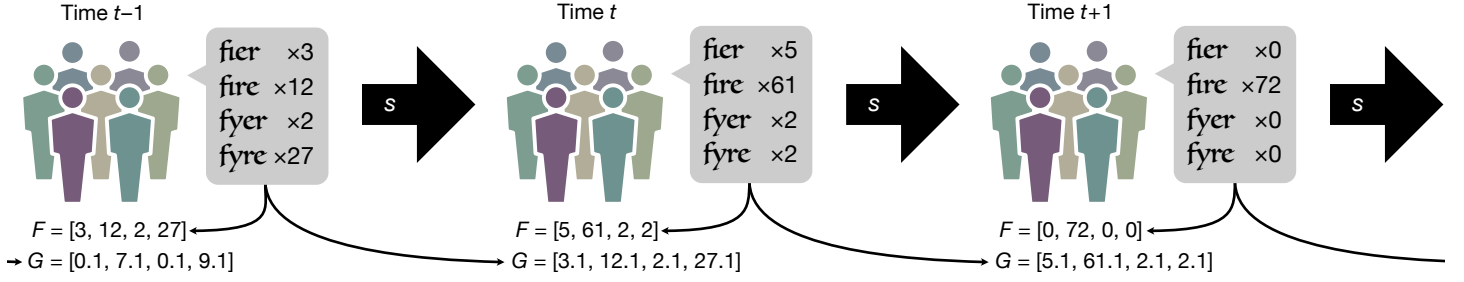 Time t–1
fier ×3
fire ×12
fyer ×2
fyre ×27
F = [3, 12, 2, 27]
G = [0.1, 7.1, 0.1, 9.1]
s
Time t
fier ×5
fire ×61
fyer ×2
fyre ×2
F = [5, 61, 2, 2]
G = [3.1, 12.1, 2.1, 27.1]
s
Time t+1
fier ×0
fire ×72
fyer ×0
fyre ×0
F = [0, 72, 0, 0]
G = [5.1, 61.1, 2.1, 2.1]
s